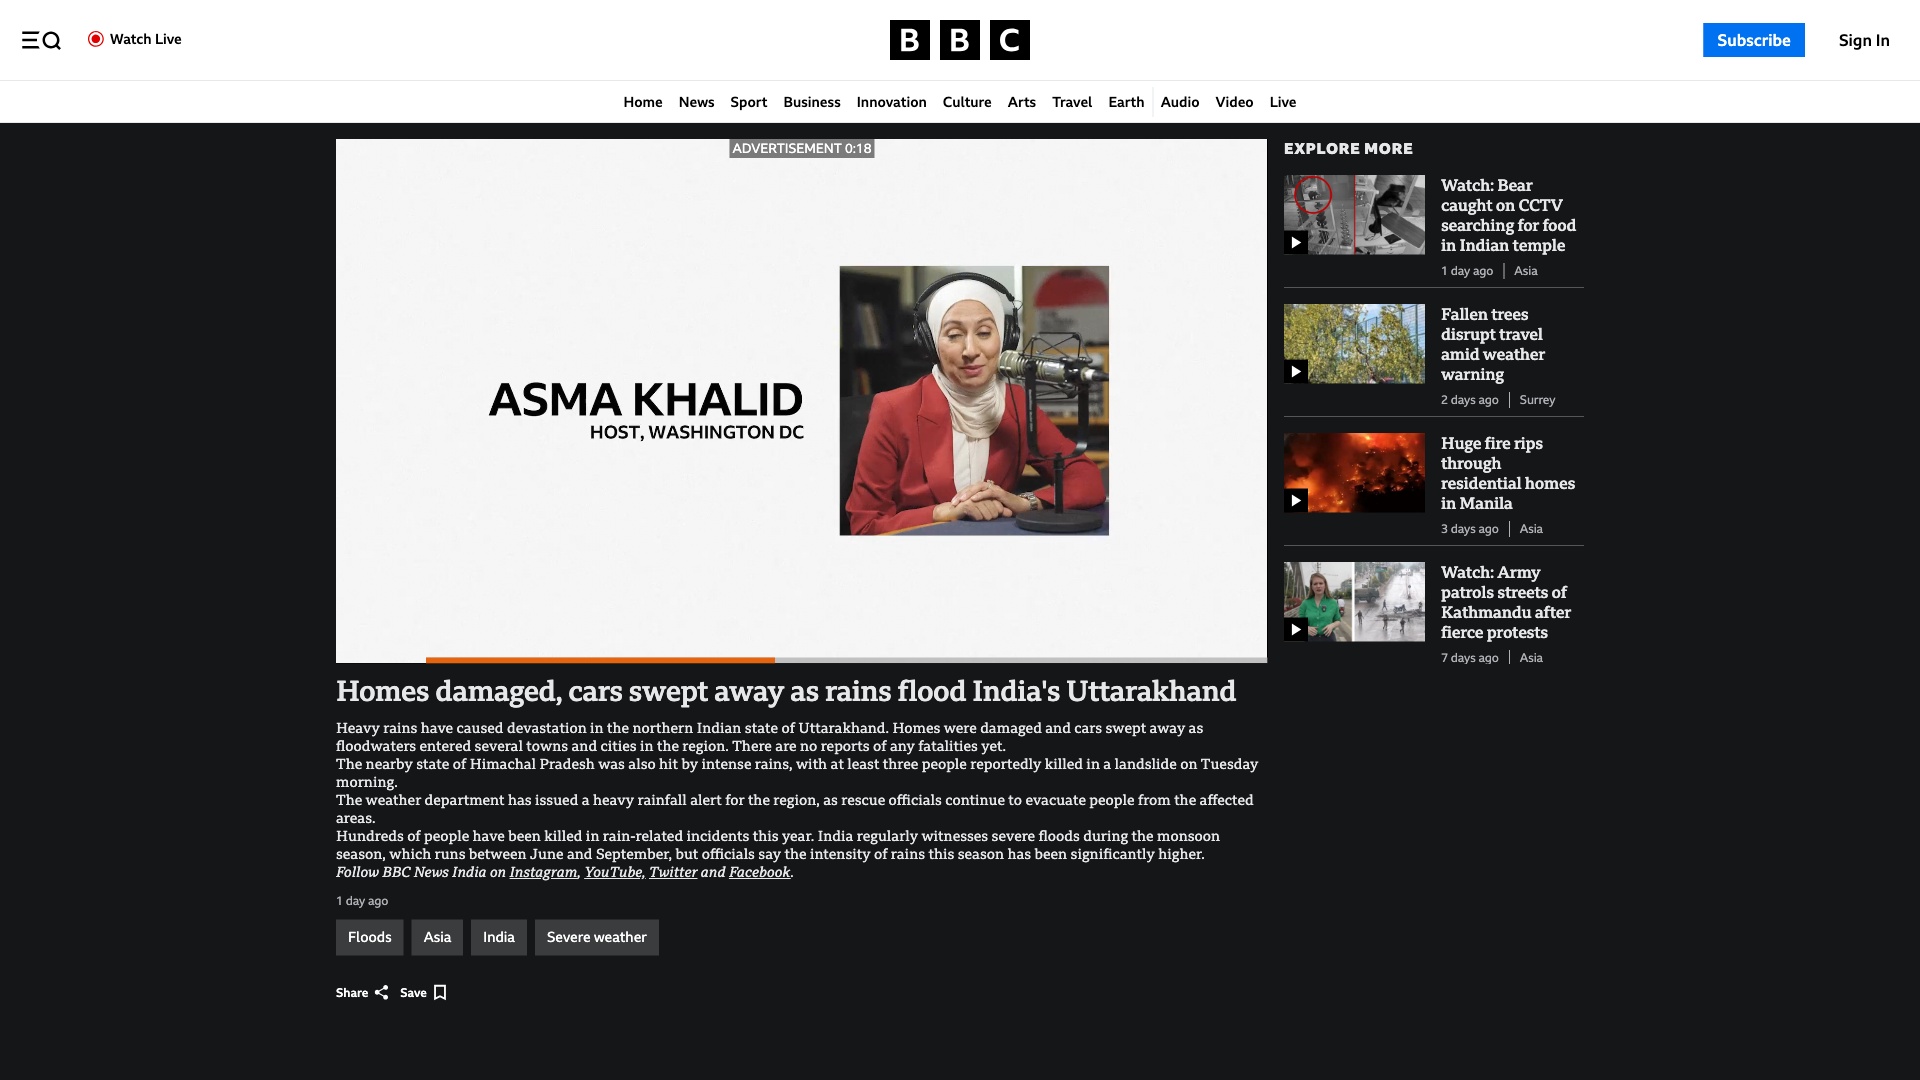 Watch Live
BBC
Subscribe
Sign In
Home
News
Sport
Business
Innovation
Culture
Arts
Travel
Earth
Audio
Video
Live
ADVERTISEMENT 0:18
ASMA KHALID
HOST, WASHINGTON DC
Homes damaged, cars swept away as rains flood India's Uttarakhand
Heavy rains have caused devastation in the northern Indian state of Uttarakhand. Homes were damaged and cars swept away as
floodwaters entered several towns and cities in the region. There are no reports of any fatalities yet.
The nearby state of Himachal Pradesh was also hit by intense rains, with at least three people reportedly killed in a landslide on Tuesday
morning.
The weather department has issued a heavy rainfall alert for the region, as rescue officials continue to evacuate people from the affected
areas.
Hundreds of people have been killed in rain-related incidents this year. India regularly witnesses severe floods during the monsoon
season, which runs between June and September, but officials say the intensity of rains this season has been significantly higher.
Follow BBC News India on Instagram, YouTube, Twitter and Facebook.
1 day ago
Floods
Asia
India
Severe weather
Share
Save
EXPLORE MORE
Watch: Bear
caught on CCTV
searching for food
in Indian temple
1 day ago | Asia
Fallen trees
disrupt travel
amid weather
warning
2 days ago | Surrey
Huge fire rips
through
residential homes
in Manila
3 days ago | Asia
Watch: Army
patrols streets of
Kathmandu after
fierce protests
7 days ago | Asia